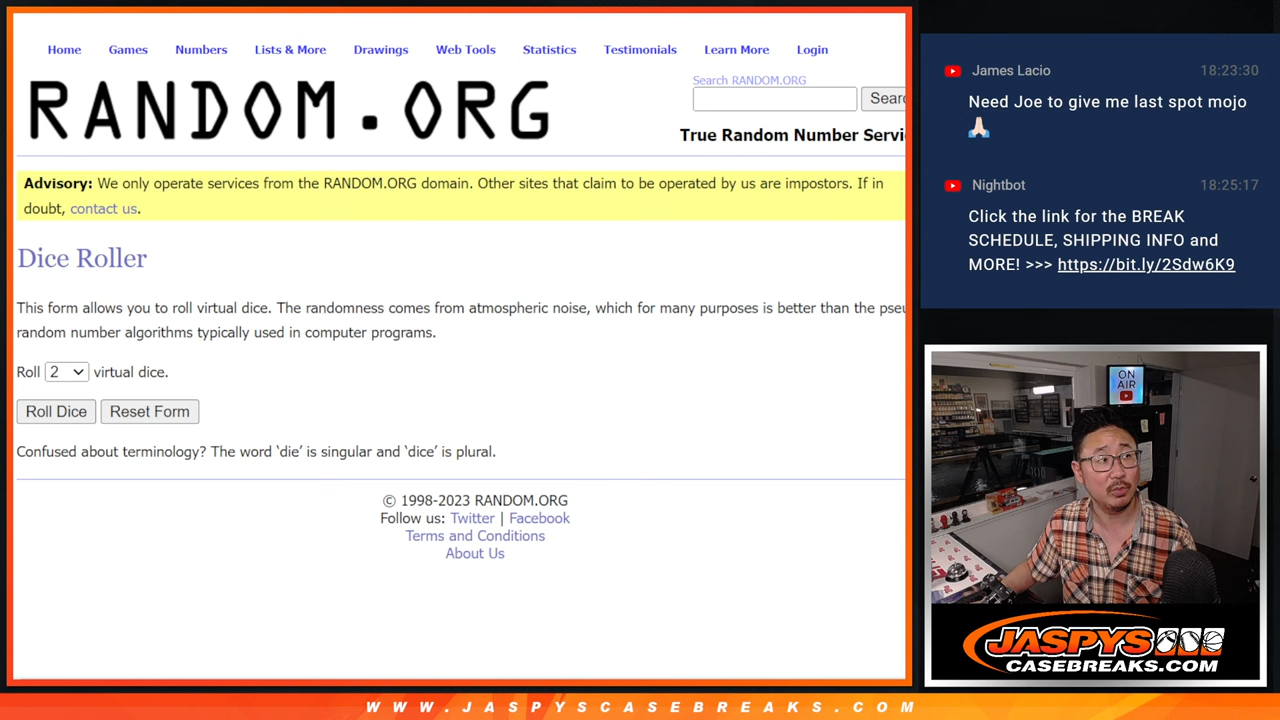 Home Games Numbers Lists & More Drawings Web Tools Statistics Testimonials Learn More Login
RANDOM.ORG
Search RANDOM.ORG
Searc
True Random Number Servi
Advisory: We only operate services from the RANDOM.ORG domain. Other sites that claim to be operated by us are impostors. If in
doubt, contact us.
Dice Roller
This form allows you to roll virtual dice. The randomness comes from atmospheric noise, which for many purposes is better than the pseu
random number algorithms typically used in computer programs.
Roll 2 virtual dice.
Roll Dice Reset Form
Confused about terminology? The word ‘die’ is singular and ‘dice’ is plural.
© 1998-2023 RANDOM.ORG
Follow us: Twitter | Facebook
Terms and Conditions
About Us
James Lacio 18:23:30
Need Joe to give me last spot mojo
🙏🏻
Nightbot 18:25:17
Click the link for the BREAK
SCHEDULE, SHIPPING INFO and
MORE! >>> https://bit.ly/2Sdw6K9
ON
AIR
JASPYS
CASEBREAKS.COM
WWW.JASPYSCASEBREAKS.COM